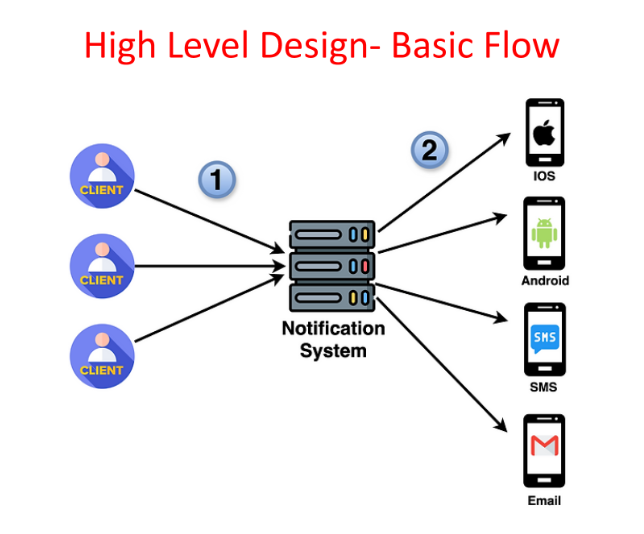 High Level Design- Basic Flow
CLIENT
CLIENT
CLIENT
1
Notification
System
2
IOS
Android
SMS
SMS
Email